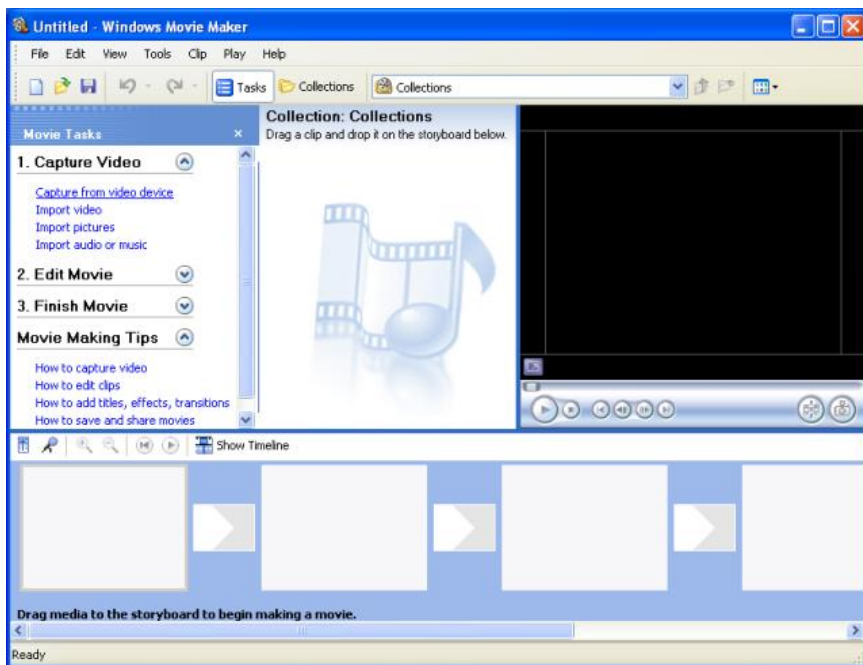 Untitled - Windows Movie Maker
File Edit View Tools Clip Play Help
Tasks Collections Collections
Movie Tasks
Collection: Collections
Drag a clip and drop it on the storyboard below.
1. Capture Video
Capture from video device
Import video
Import pictures
Import audio or music
2. Edit Movie
3. Finish Movie
Movie Making Tips
How to capture video
How to edit clips
How to add titles, effects, transitions
How to save and share movies
Show Timeline
Drag media to the storyboard to begin making a movie.
Ready